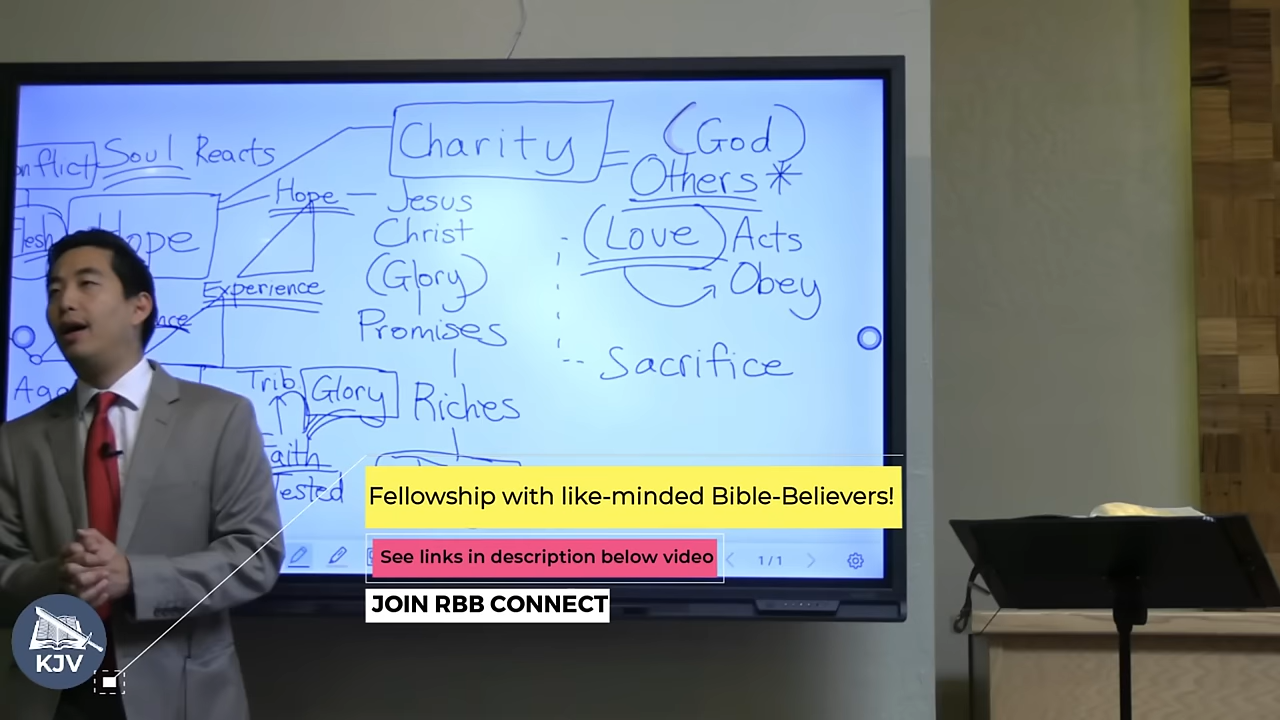 Charity
(God)
Others*
Soul Reacts
Hope
Jesus
Christ
(Glory)
Promises
Riches
(Love) Acts
Obey
Sacrifice
Hope
Experience
Trib
Glory
Tested
Fellowship with like-minded Bible-Believers!
See links in description below video
1/1
JOIN RBB CONNECT
KJV